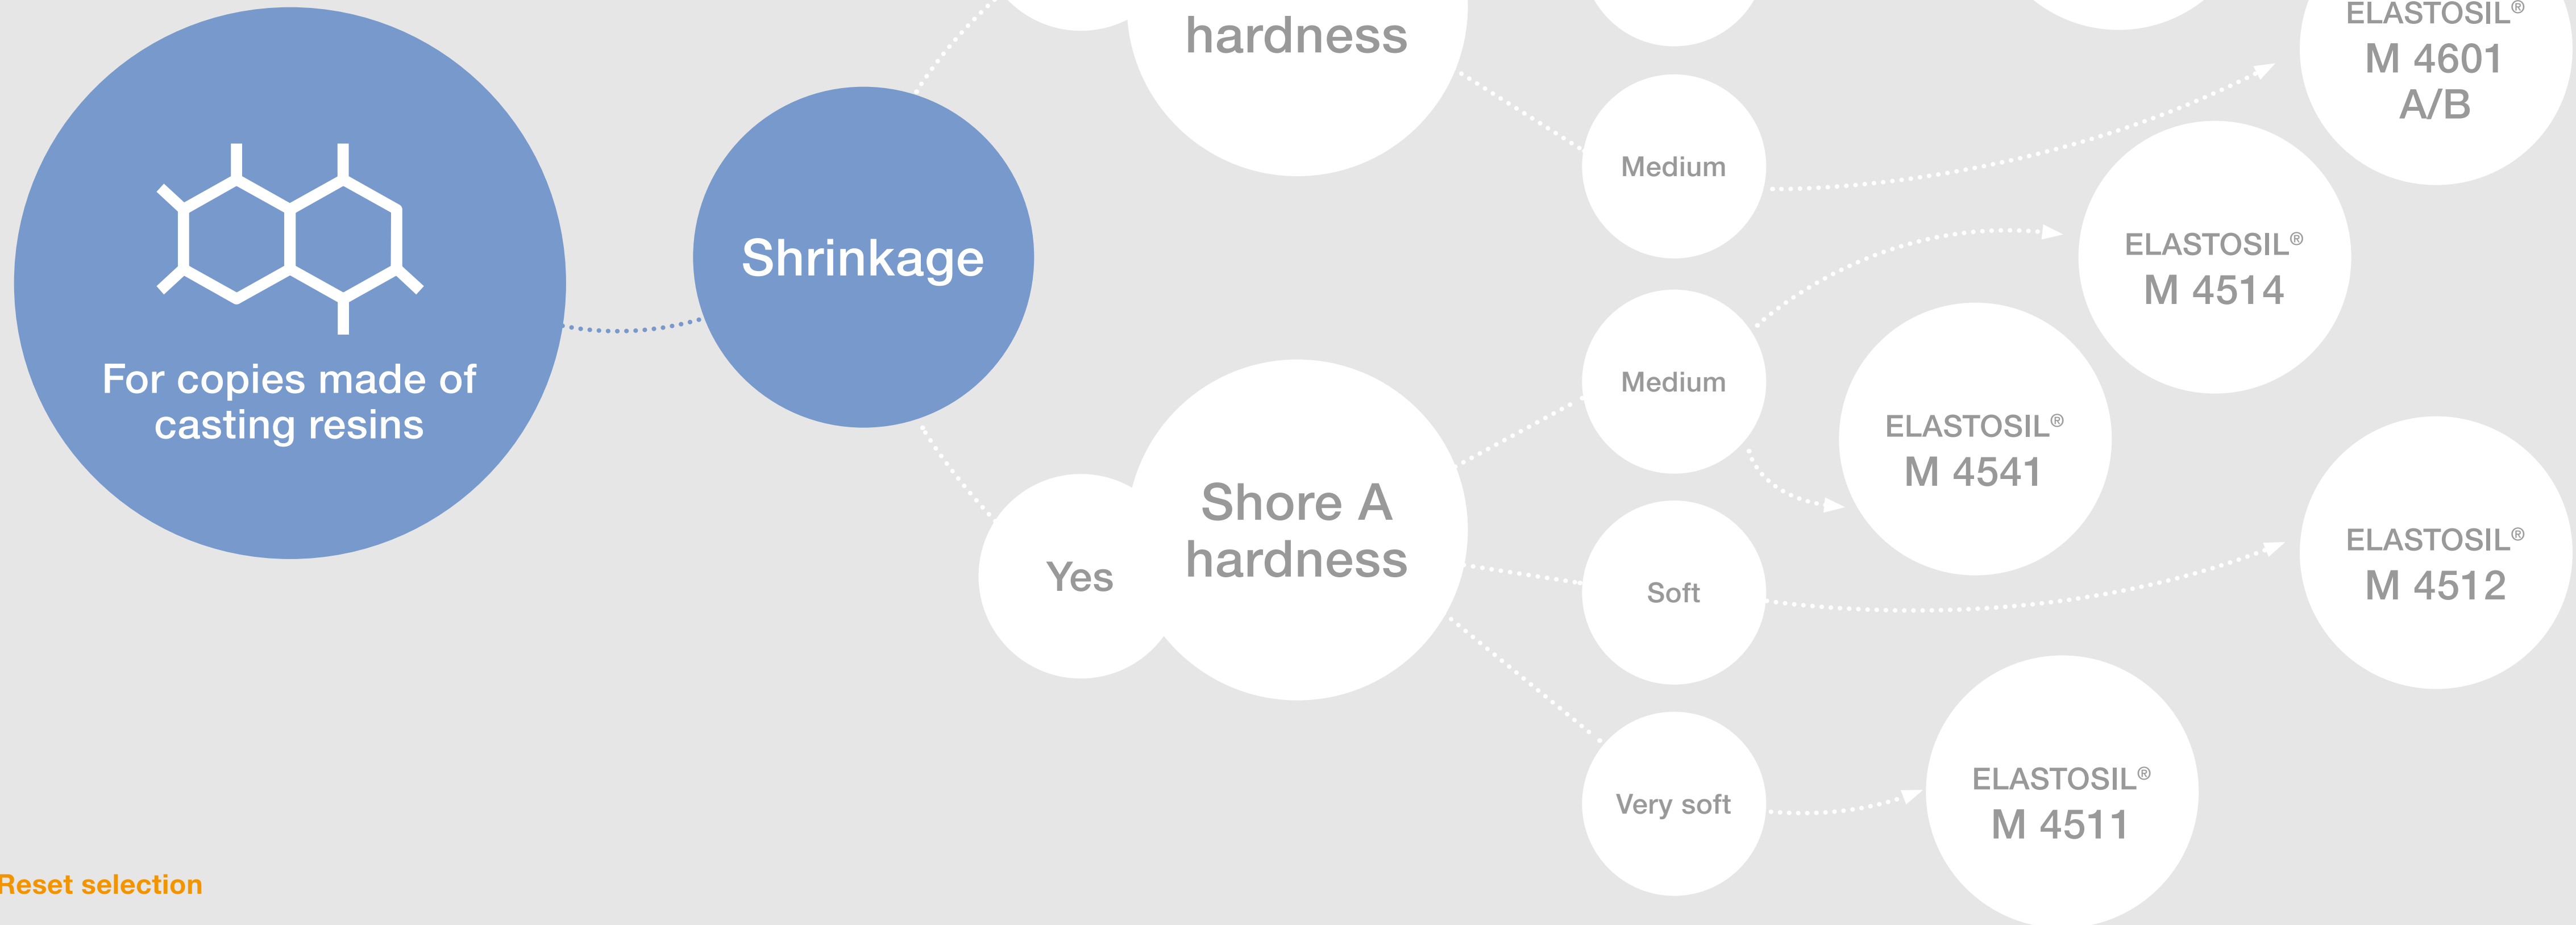 For copies made of
casting resins
Shrinkage
hardness
Medium
ELASTOSIL®
M 4601
A/B
Yes
Shore A
hardness
Medium
ELASTOSIL®
M 4514
ELASTOSIL®
M 4541
Soft
ELASTOSIL®
M 4512
Very soft
ELASTOSIL®
M 4511
Reset selection